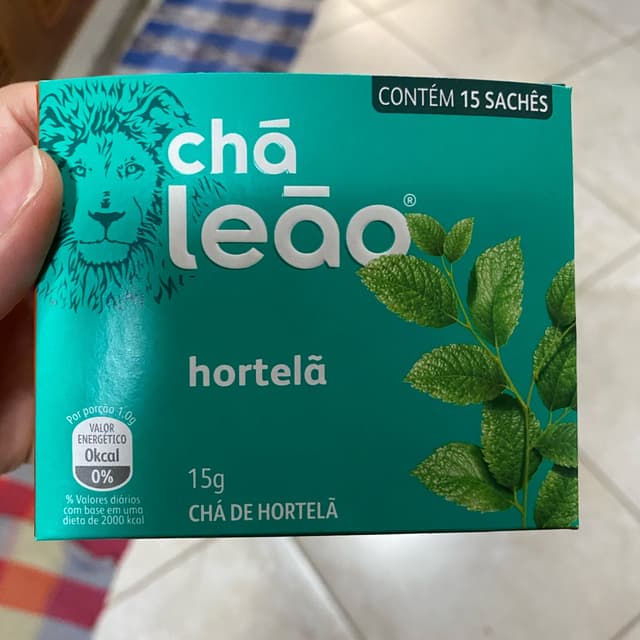 CONTÉM 15 SACHÊS
chá
leão®
hortelã
Por porção 1.0g
VALOR
ENERGÉTICO
0kcal
0%
% Valores diários
com base em uma
dieta de 2000 kcal
15g
CHÁ DE HORTELÃ